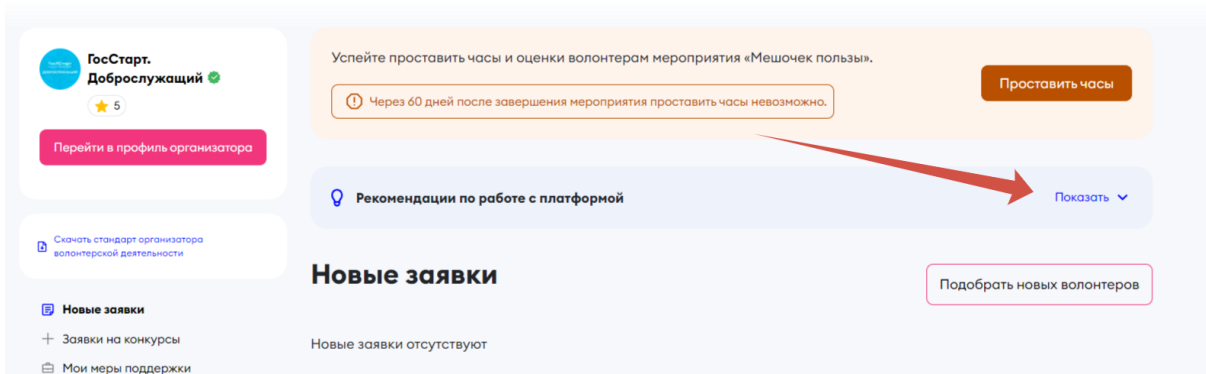 ГосСтарт.
Доброслужащий
5
Перейти в профиль организатора
Скачать стандарт организатора
волонтерской деятельности
Новые заявки
Заявки на конкурсы
Мои меры поддержки
Успейте проставить часы и оценки волонтерам мероприятия «Мешочек пользы».
Через 60 дней после завершения мероприятия проставить часы невозможно.
Проставить часы
Рекомендации по работе с платформой
Показать
Новые заявки
Подобрать новых волонтеров
Новые заявки отсутствуют